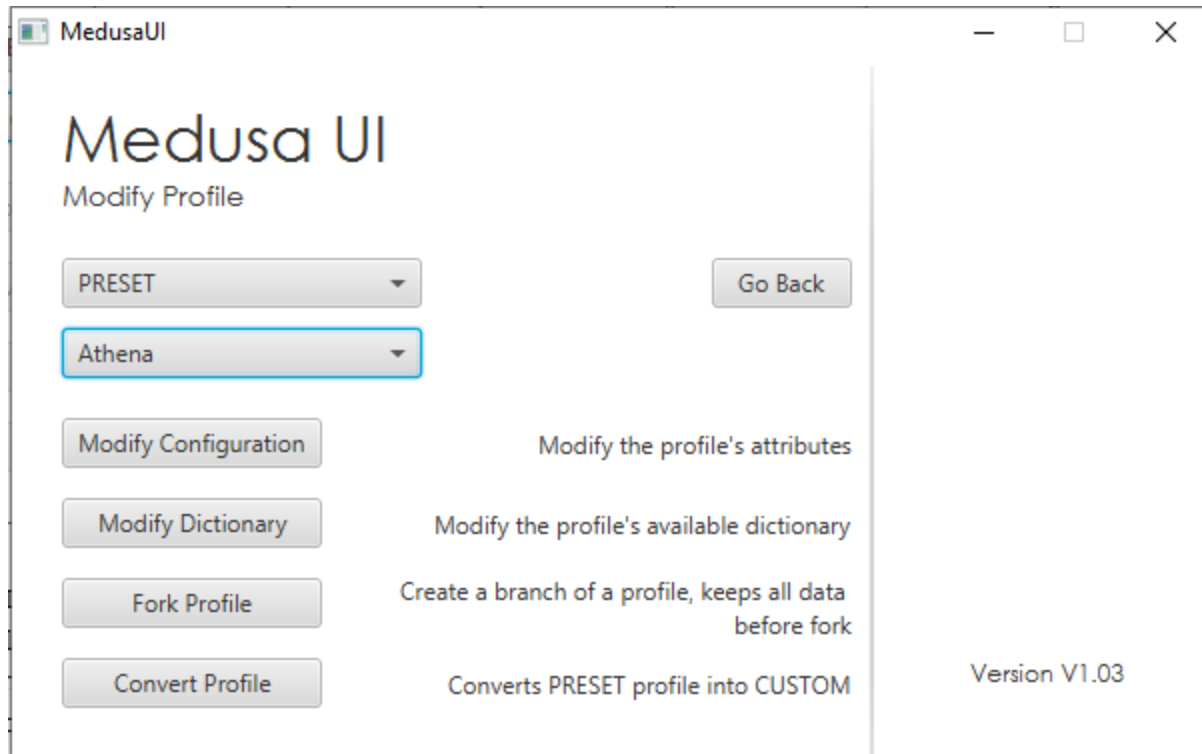 MedusaUI
Medusa UI
Modify Profile
PRESET
Go Back
Athena
Modify Configuration
Modify the profile's attributes
Modify Dictionary
Modify the profile's available dictionary
Fork Profile
Create a branch of a profile, keeps all data
before fork
Convert Profile
Converts PRESET profile into CUSTOM
Version V1.03